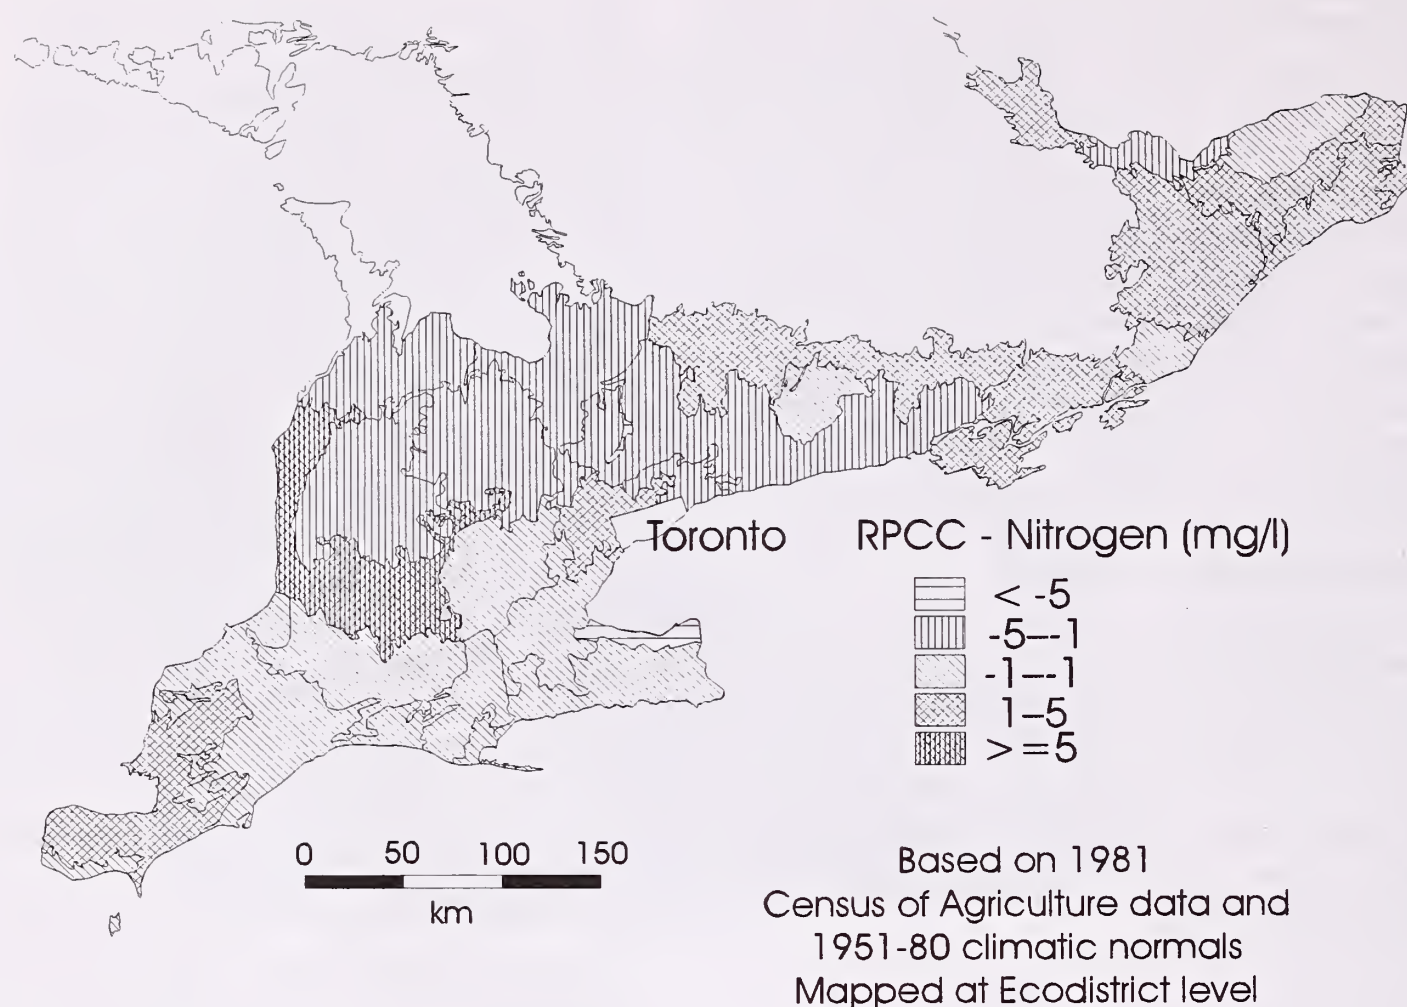 Toronto
RPCC - Nitrogen (mg/l)
< -5
-5--1
-1--1
1-5
> =5
0 50 100 150
km
Based on 1981
Census of Agriculture data and
1951-80 climatic normals
Mapped at Ecodistrict level